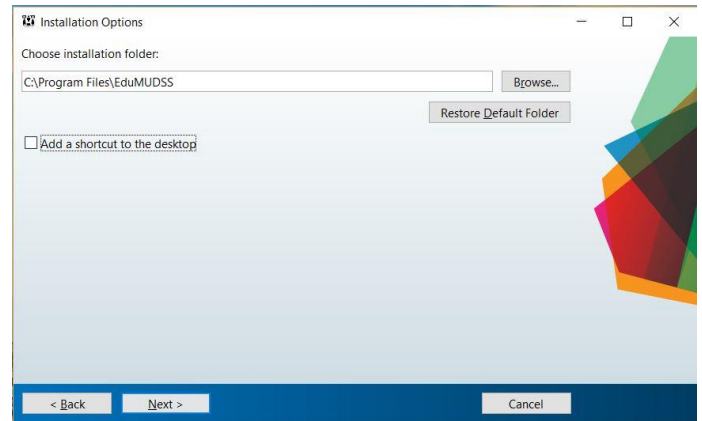 Installation Options
Choose installation folder:
C:\Program Files\EduMUDSS
Browse...
Restore Default Folder
Add a shortcut to the desktop
< Back
Next >
Cancel